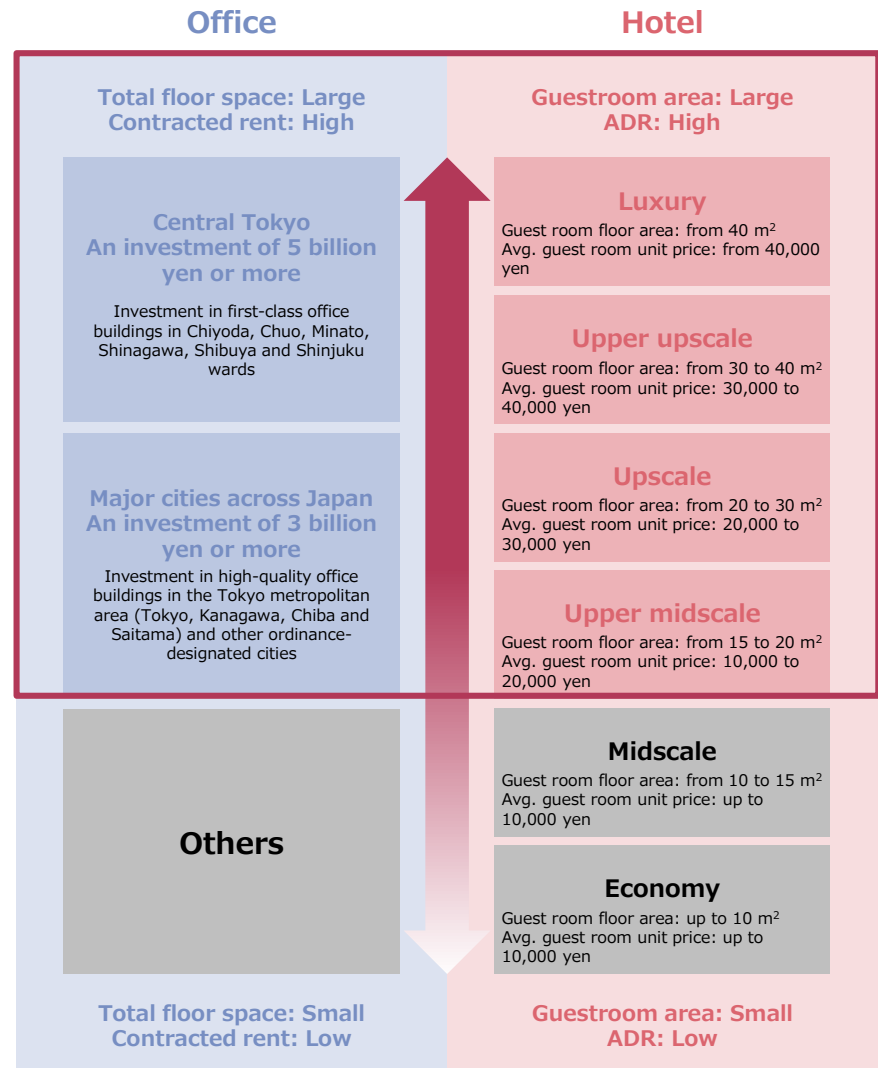 Office
Total floor space: Large
Contracted rent: High
Central Tokyo
An investment of 5 billion
yen or more
Investment in first-class office
buildings in Chiyoda, Chuo, Minato,
Shinagawa, Shibuya and Shinjuku
wards
Major cities across Japan
An investment of 3 billion
yen or more
Investment in high-quality office
buildings in the Tokyo metropolitan
area (Tokyo, Kanagawa, Chiba and
Saitama) and other ordinance-
designated cities
Others
Total floor space: Small
Contracted rent: Low
Hotel
Guestroom area: Large
ADR: High
Luxury
Guest room floor area: from 40 m²
Avg. guest room unit price: from 40,000
yen
Upper upscale
Guest room floor area: from 30 to 40 m²
Avg. guest room unit price: 30,000 to
40,000 yen
Upscale
Guest room floor area: from 20 to 30 m²
Avg. guest room unit price: 20,000 to
30,000 yen
Upper midscale
Guest room floor area: from 15 to 20 m²
Avg. guest room unit price: 10,000 to
20,000 yen
Midscale
Guest room floor area: from 10 to 15 m²
Avg. guest room unit price: up to
10,000 yen
Economy
Guest room floor area: up to 10 m²
Avg. guest room unit price: up to
10,000 yen
Guestroom area: Small
ADR: Low